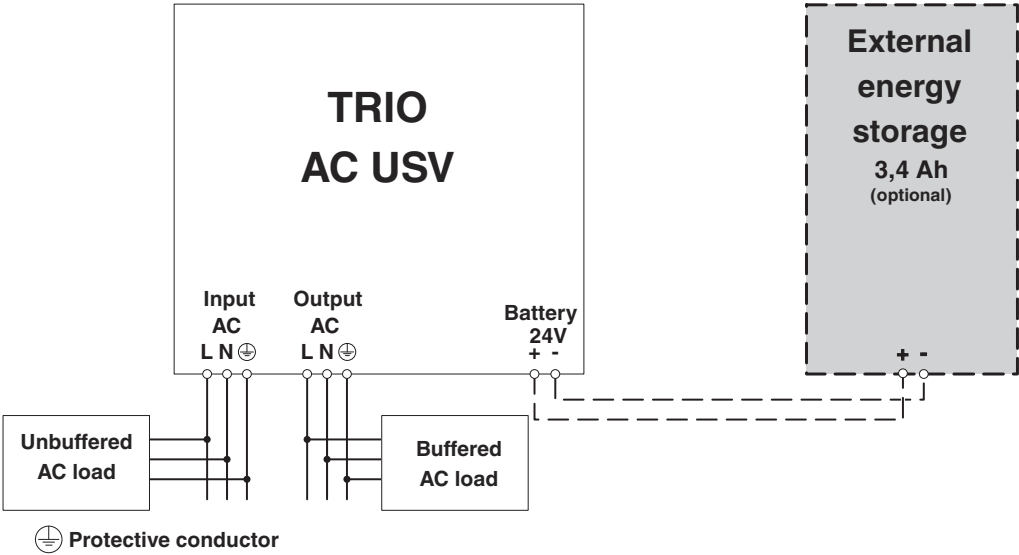 TRIO
AC USV
External
energy
storage
3,4 Ah
(optional)
Input
AC
L N
Output
AC
L N
Battery
24V
+ -
+ -
Unbuffered
AC load
Buffered
AC load
Protective conductor